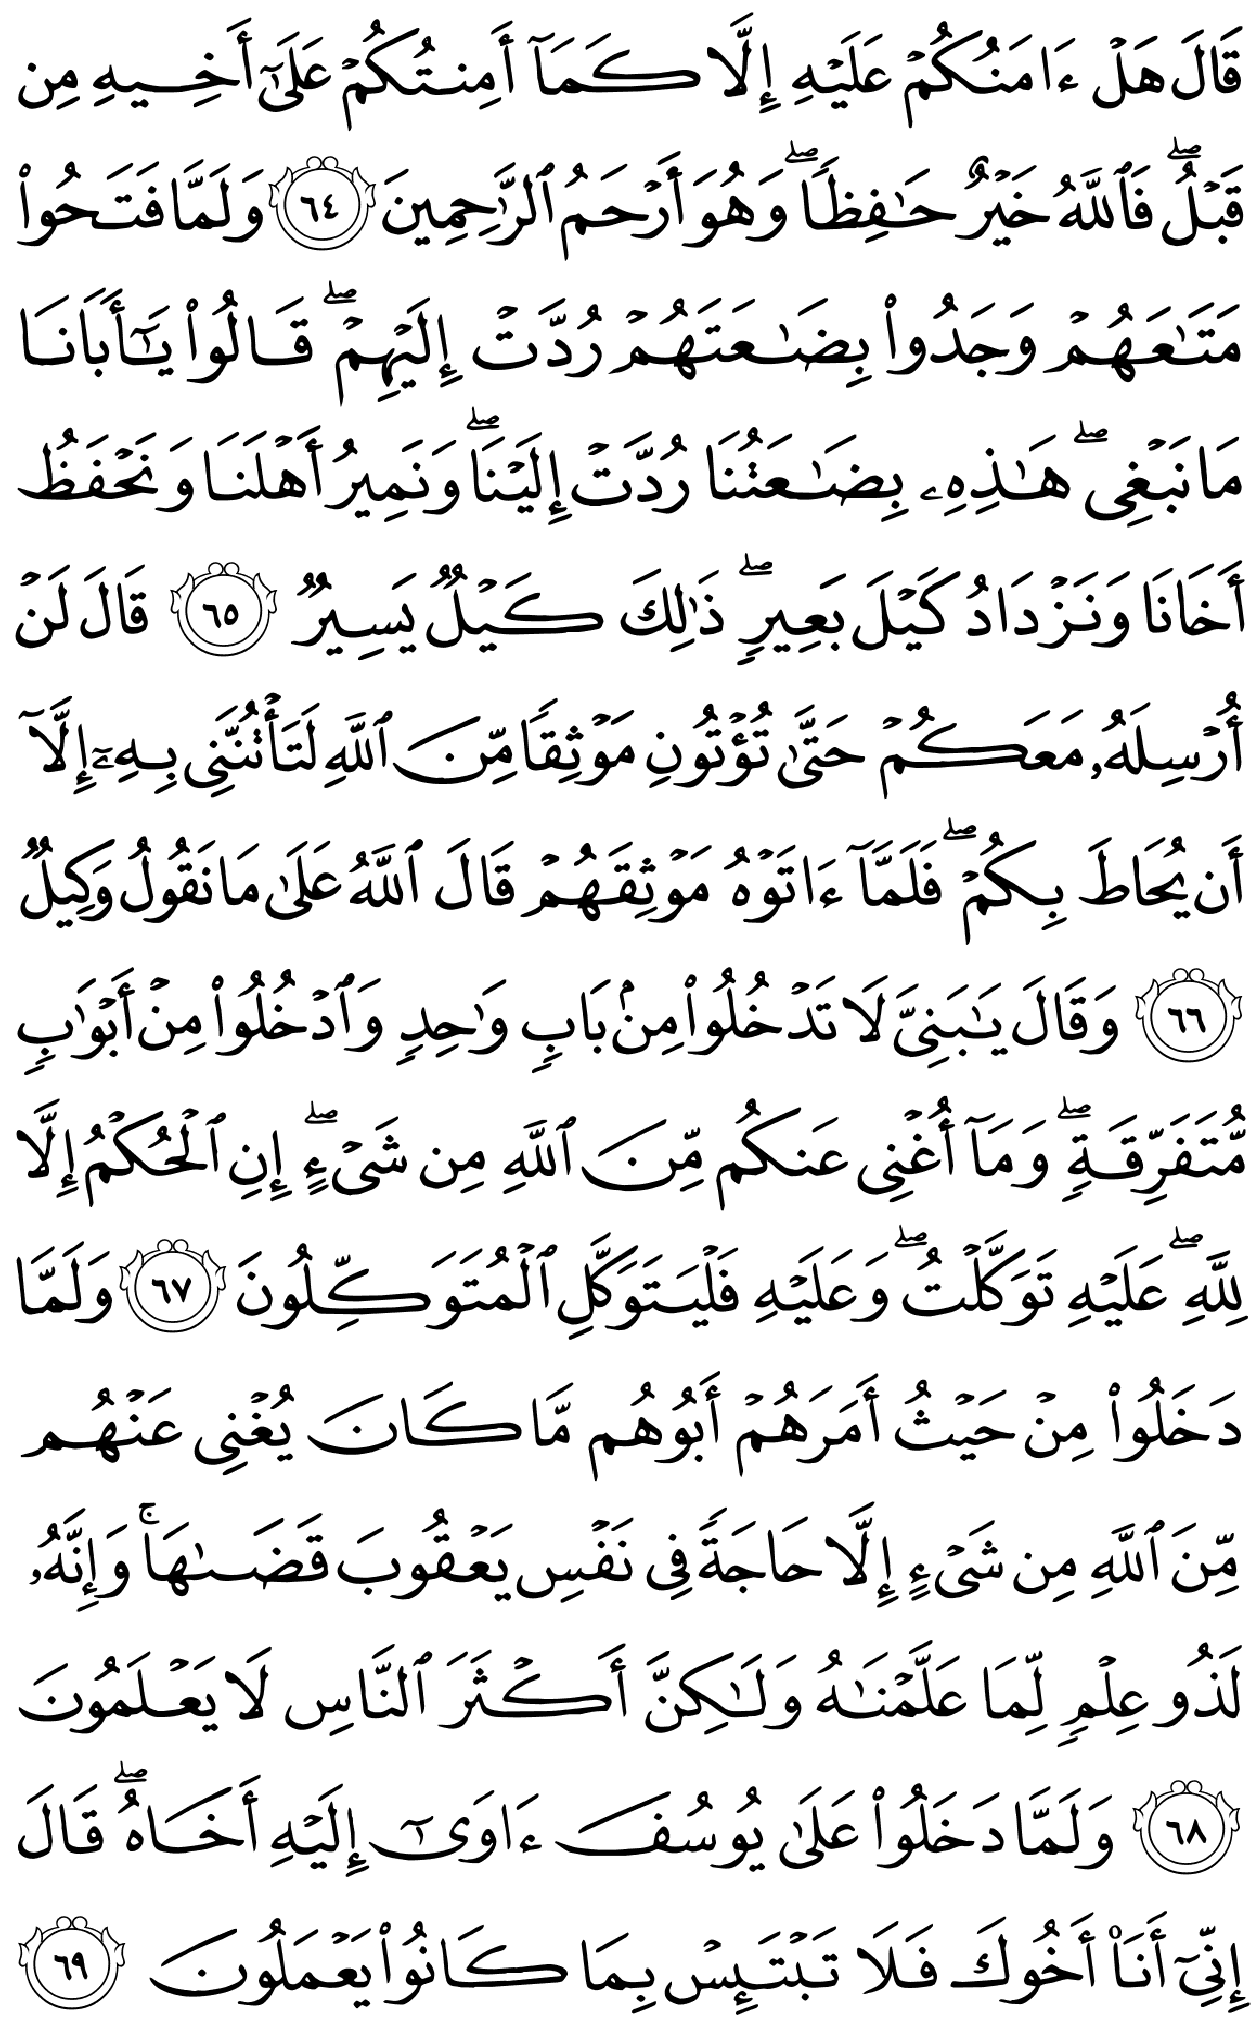 قَالَ هَلۡ ءَامَنُكُمۡ عَلَيۡهِ إِلَّا كَمَآ أَمِنتُكُمۡ عَلَىٰٓ أَخِيهِ مِن
قَبۡلُ ۖ فَٱللَّهُ خَيۡرٌ حَٰفِظٗا ۖ وَهُوَ أَرۡحَمُ ٱلرَّٰحِمِينَ ٦٤ وَلَمَّا فَتَحُواْ
مَتَٰعَهُمۡ وَجَدُواْ بِضَٰعَتَهُمۡ رُدَّتۡ إِلَيۡهِمۡ ۖ قَالُواْ يَٰٓأَبَانَا
مَا نَبۡغِي ۖ هَٰذِهِۦ بِضَٰعَتُنَا رُدَّتۡ إِلَيۡنَا ۖ وَنَمِيرُ أَهۡلَنَا وَنَحۡفَظُ
أَخَانَا وَنَزۡدَادُ كَيۡلَ بَعِيرٖ ۖ ذَٰلِكَ كَيۡلٞ يَسِيرٞ ٦٥ قَالَ لَنۡ
أُرۡسِلَهُۥ مَعَكُمۡ حَتَّىٰ تُؤۡتُونِ مَوۡثِقٗا مِّنَ ٱللَّهِ لَتَأۡتُنَّنِي بِهِۦٓ إِلَّآ
أَن يُحَاطَ بِكُمۡ ۖ فَلَمَّآ ءَاتَوۡهُ مَوۡثِقَهُمۡ قَالَ ٱللَّهُ عَلَىٰ مَا نَقُولُ وَكِيلٞ
٦٦ وَقَالَ يَٰبَنِيَّ لَا تَدۡخُلُواْ مِنۢ بَابٖ وَٰحِدٖ وَٱدۡخُلُواْ مِنۡ أَبۡوَٰبٖ
مُّتَفَرِّقَةٖ ۖ وَمَآ أُغۡنِي عَنكُم مِّنَ ٱللَّهِ مِن شَيۡءٍ ۖ إِنِ ٱلۡحُكۡمُ إِلَّا
لِلَّهِ ۖ عَلَيۡهِ تَوَكَّلۡتُ ۖ وَعَلَيۡهِ فَلۡيَتَوَكَّلِ ٱلۡمُتَوَكِّلُونَ ٦٧ وَلَمَّا
دَخَلُواْ مِنۡ حَيۡثُ أَمَرَهُمۡ أَبُوهُم مَّا كَانَ يُغۡنِي عَنۡهُم
مِّنَ ٱللَّهِ مِن شَيۡءٍ إِلَّا حَاجَةٗ فِي نَفۡسِ يَعۡقُوبَ قَضَىٰهَا ۚ وَإِنَّهُۥ
لَذُو عِلۡمٖ لِّمَا عَلَّمۡنَٰهُ وَلَٰكِنَّ أَكۡثَرَ ٱلنَّاسِ لَا يَعۡلَمُونَ
٦٨ وَلَمَّا دَخَلُواْ عَلَىٰ يُوسُفَ ءَاوَىٰٓ إِلَيۡهِ أَخَاهُ ۖ قَالَ
إِنِّيٓ أَنَا۠ أَخُوكَ فَلَا تَبۡتَئِسۡ بِمَا كَانُواْ يَعۡمَلُونَ ٦٩